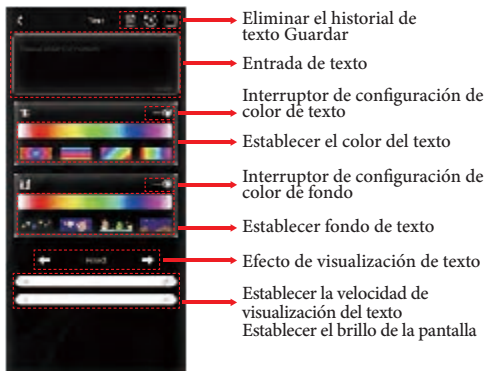 Text
Eliminar el historial de
texto Guardar
Entrada de texto
Interruptor de configuración de
color de texto
Establecer el color del texto
Interruptor de configuración de
color de fondo
Establecer fondo de texto
Efecto de visualización de texto
Establecer la velocidad de
visualización del texto
Establecer el brillo de la pantalla